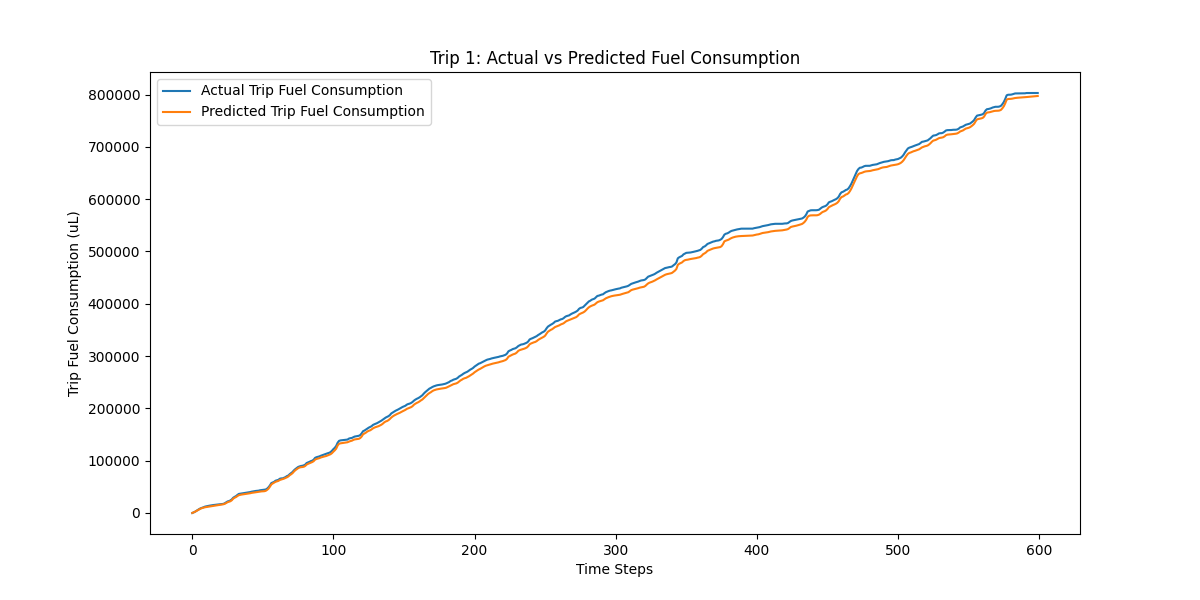 Trip 1: Actual vs Predicted Fuel Consumption
Actual Trip Fuel Consumption
Predicted Trip Fuel Consumption
Trip Fuel Consumption (uL)
800000
700000
600000
500000
400000
300000
200000
100000
0
0 100 200 300 400 500 600
Time Steps